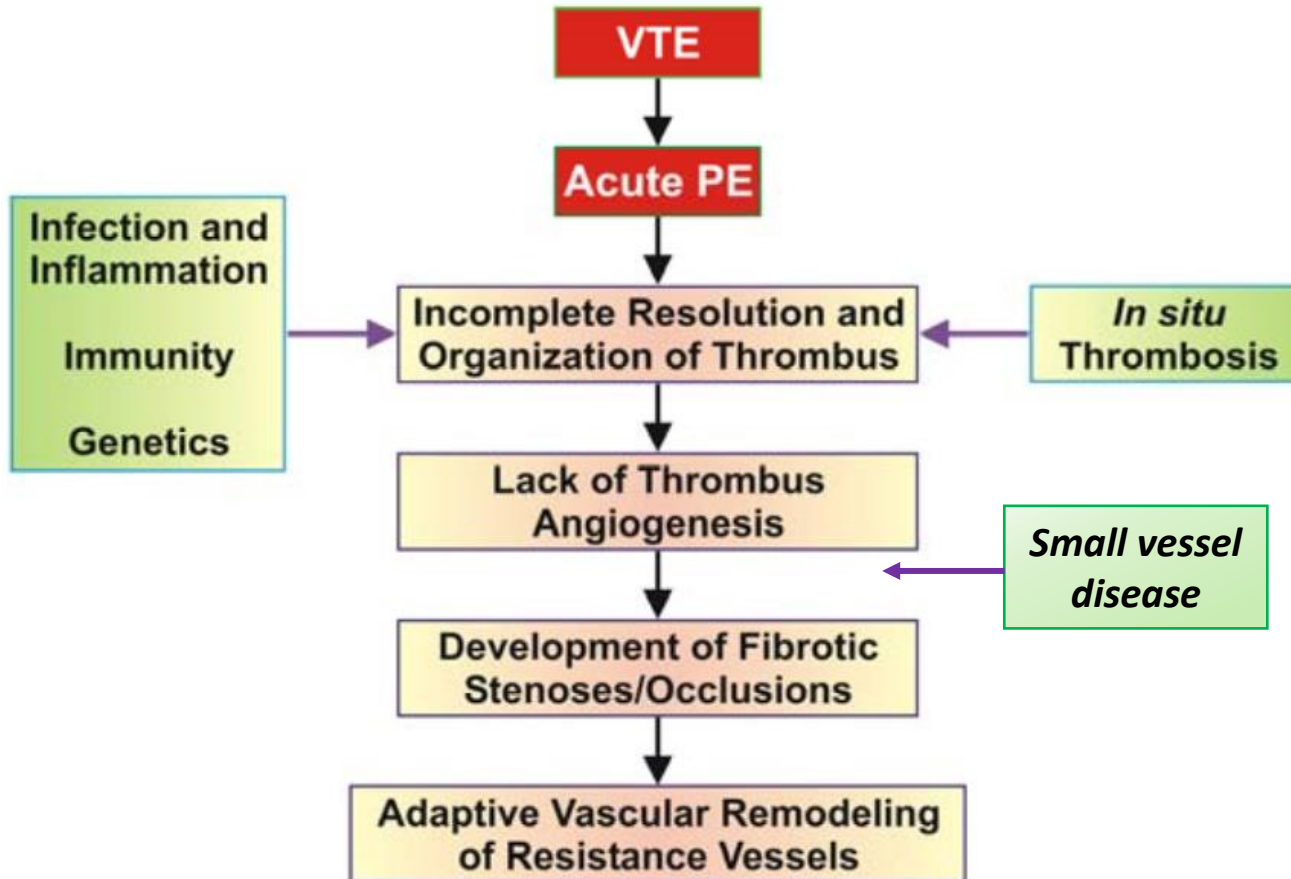 VTE
Acute PE
Infection and
Inflammation
Immunity
Genetics
Incomplete Resolution and
Organization of Thrombus
In situ
Thrombosis
Lack of Thrombus
Angiogenesis
Small vessel
disease
Development of Fibrotic
Stenoses/Occlusions
Adaptive Vascular Remodeling
of Resistance Vessels